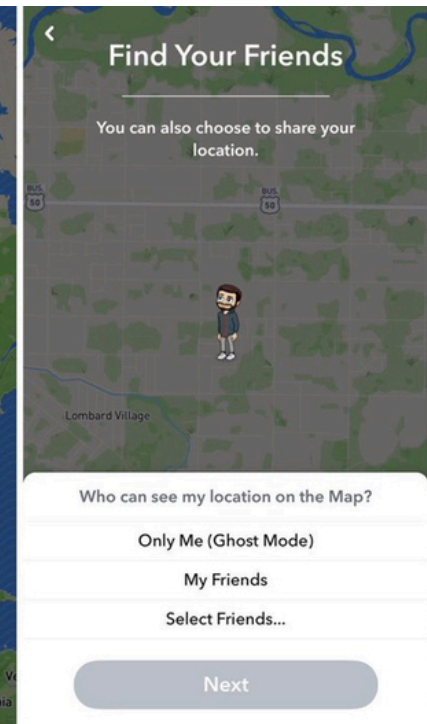 Find Your Friends
You can also choose to share your
location.
BUS.
50
BUS.
50
Lombard Village
Who can see my location on the Map?
Only Me (Ghost Mode)
My Friends
Select Friends...
Next